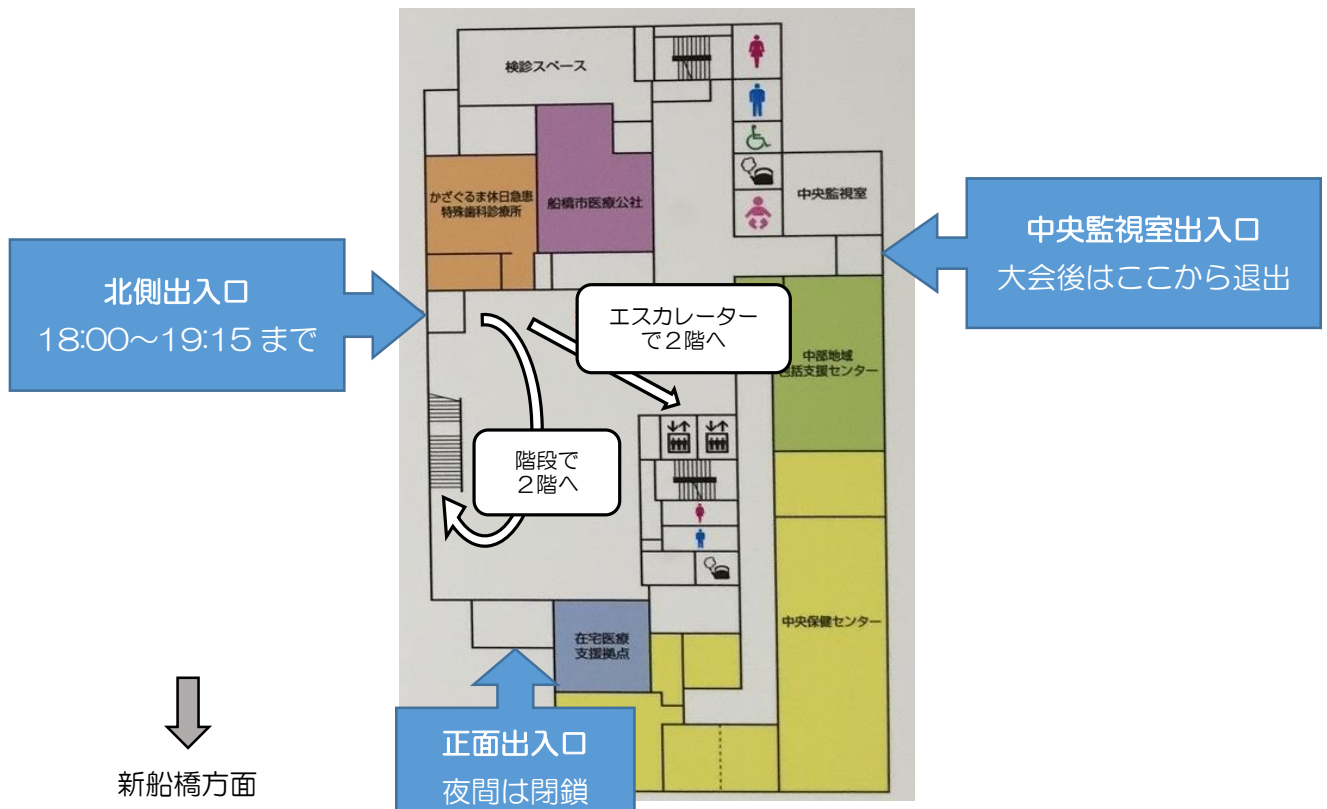 検診スペース
かざぐるま休日急患
特殊歯科診療所
船橋市医療公社
中央監視室
北側出入口
18:00～19:15 まで
中央監視室出入口
大会後はここから退出
エスカレーター
で２階へ
中部地域
包括支援センター
階段で
２階へ
中央保健センター
在宅医療
支援拠点
正面出入口
夜間は閉鎖
新船橋方面